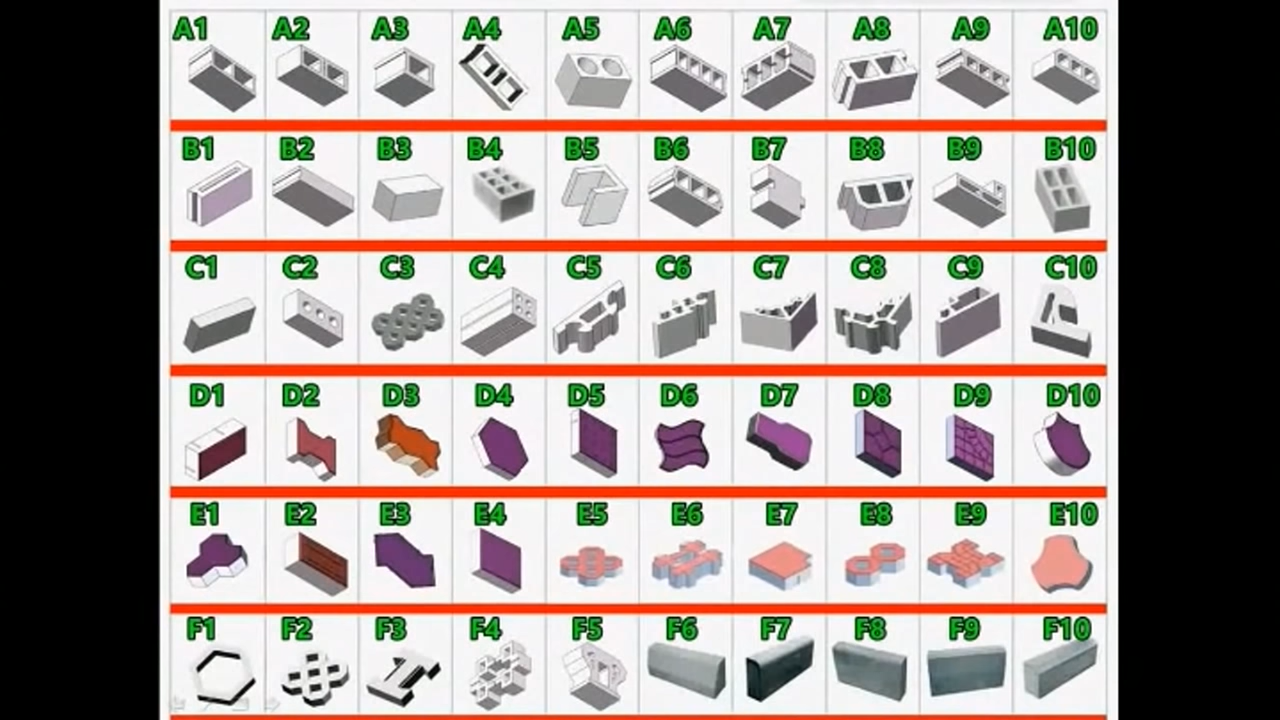 A1 A2 A3 A4 A5 A6 A7 A8 A9 A10
B1 B2 B3 B4 B5 B6 B7 B8 B9 B10
C1 C2 C3 C4 C5 C6 C7 C8 C9 C10
D1 D2 D3 D4 D5 D6 D7 D8 D9 D10
E1 E2 E3 E4 E5 E6 E7 E8 E9 E10
F1 F2 F3 F4 F5 F6 F7 F8 F9 F10